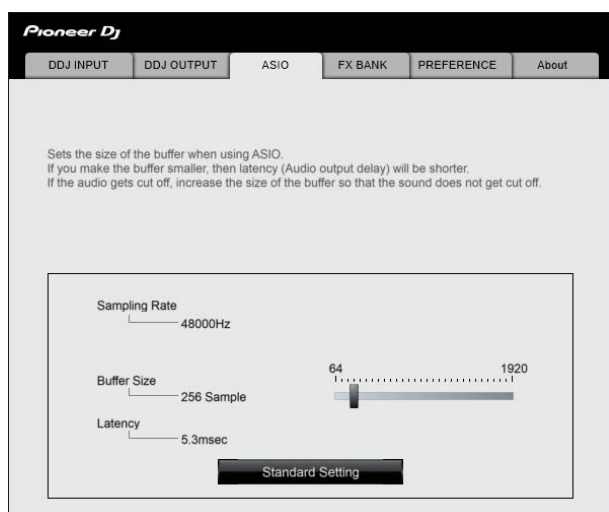 Pioneer Dj
DDJ INPUT DDJ OUTPUT ASIO FX BANK PREFERENCE About
Sets the size of the buffer when using ASIO.
If you make the buffer smaller, then latency (Audio output delay) will be shorter.
If the audio gets cut off, increase the size of the buffer so that the sound does not get cut off.
Sampling Rate
48000Hz
64 1920
Buffer Size
256 Sample
Latency
5.3msec
Standard Setting